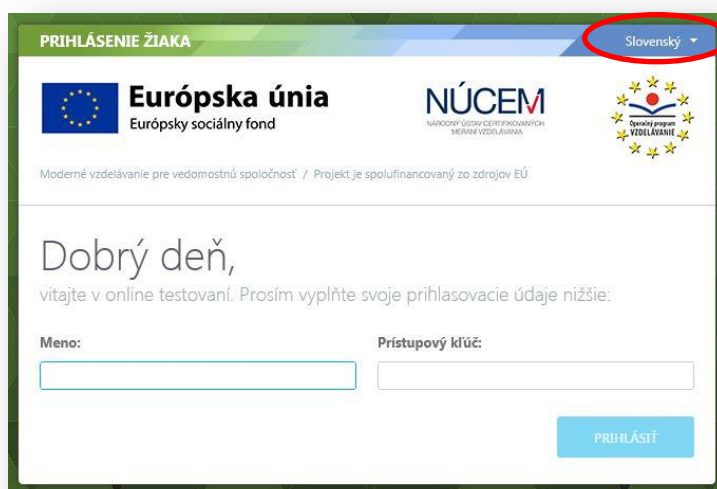 PRIHLÁSENIE ŽIAKA
Slovenský
Európska únia
Európsky sociálny fond
NÚCEM
NÁRODNÝ ÚSTAV CERTIFIKOVANÝCH
MERANÍ VZDELÁVANIA
Operačný program
VZDELÁVANIE
Moderné vzdelávanie pre vedomostnú spoločnosť / Projekt je spolufinancovaný zo zdrojov EÚ
Dobrý deň,
vitajte v online testovaní. Prosím vyplňte svoje prihlasovacie údaje nižšie:
Meno:
Prístupový kľúč:
PRIHLÁSIŤ